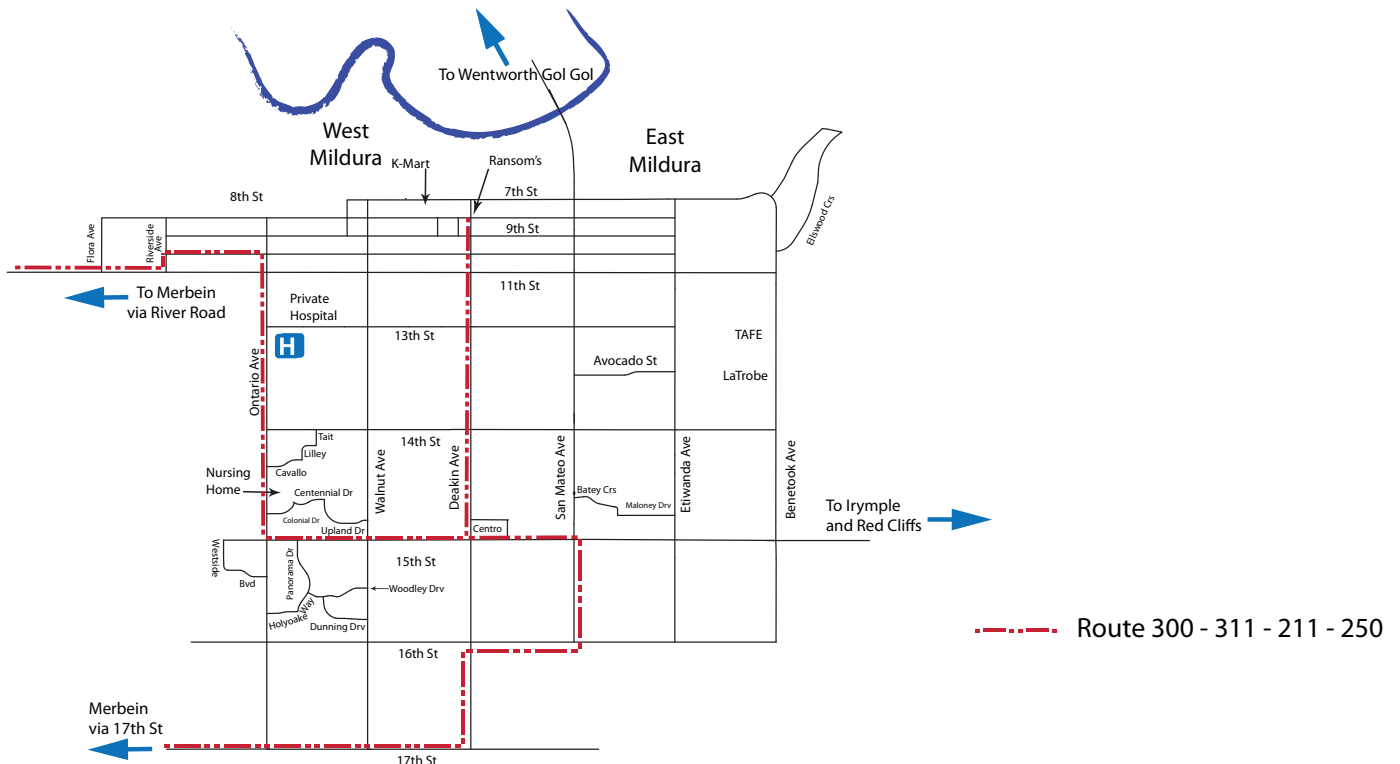 To Wentworth Gol Gol
West
Mildura
East
Mildura
K-Mart
Ransom's
8th St
7th St
9th St
Flora Ave
Riverside
Ave
Ellswood Crs
11th St
To Merbein
via River Road
Private
Hospital
H
13th St
TAFE
Avocado St
LaTrobe
Ontario Ave
14th St
Tait
Lilley
Cavallo
Walnut Ave
Deakin Ave
San Mateo Ave
Etiwanda Ave
Benetook Ave
Nursing
Home
Centennial Dr
Colonial Dr
Upland Dr
Centro
Batey Crs
Maloney Drv
To Irymple
and Red Cliffs
Westside
Bvd
Panorama Dr
15th St
Woodley Drv
Holyoake
Way
Dunning Drv
16th St
Route 300 - 311 - 211 - 250
Merbein
via 17th St
17th St